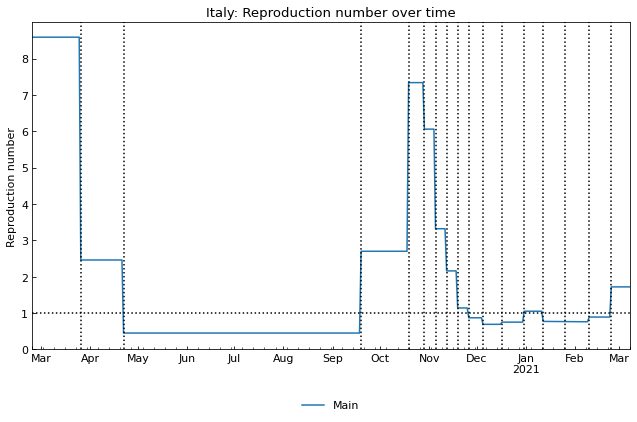 Italy: Reproduction number over time
Reproduction number
8
7
6
5
4
3
2
1
0
Mar Apr May Jun Jul Aug Sep Oct Nov Dec Jan Feb Mar
2021
Main